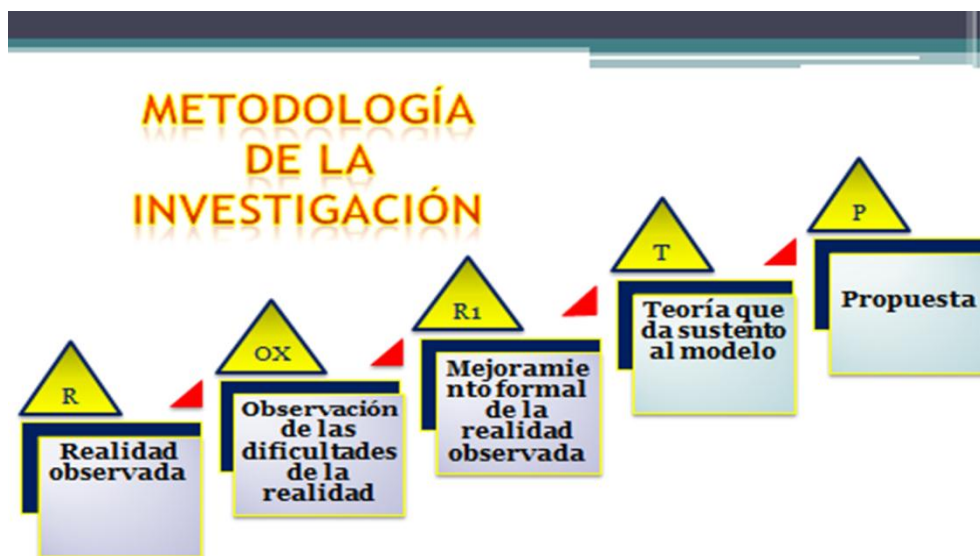 METODOLOGÍA
DE LA
INVESTIGACIÓN
R
Realidad
observada
OX
Observación
de las
dificultades
de la
realidad
R1
Mejoramie
nto formal
de la
realidad
observada
T
Teoría que
da sustento
al modelo
P
Propuesta